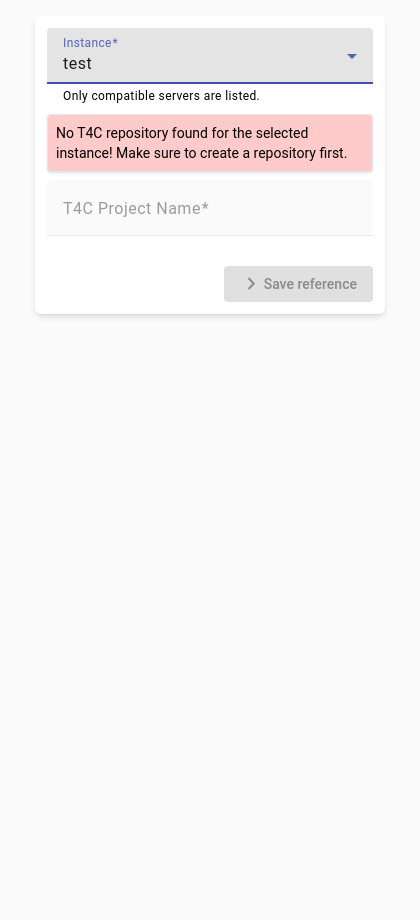 Instance*
test
Only compatible servers are listed.
No T4C repository found for the selected
instance! Make sure to create a repository first.
T4C Project Name*
Save reference